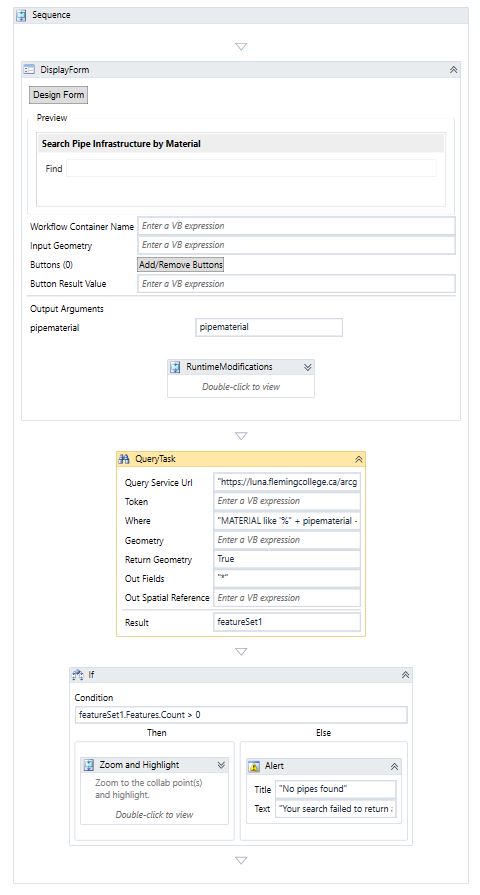 Sequence
DisplayForm
Design Form
Preview
Search Pipe Infrastructure by Material
Find
Workflow Container Name Enter a VB expression
Input Geometry Enter a VB expression
Buttons (0) Add/Remove Buttons
Button Result Value Enter a VB expression
Output Arguments
pipematerial pipematerial
RuntimeModifications
Double-click to view
QueryTask
Query Service Url "https://luna.flemingcollege.ca/arcg
Token Enter a VB expression
Where "MATERIAL like '%" + pipematerial -
Geometry Enter a VB expression
Return Geometry True
Out Fields "*"
Out Spatial Reference Enter a VB expression
Result featureSet1
If
Condition
featureSet1.Features.Count > 0
Then Else
Zoom and Highlight
Zoom to the collab point(s)
and highlight.
Double-click to view
Alert
Title "No pipes found"
Text "Your search failed to return